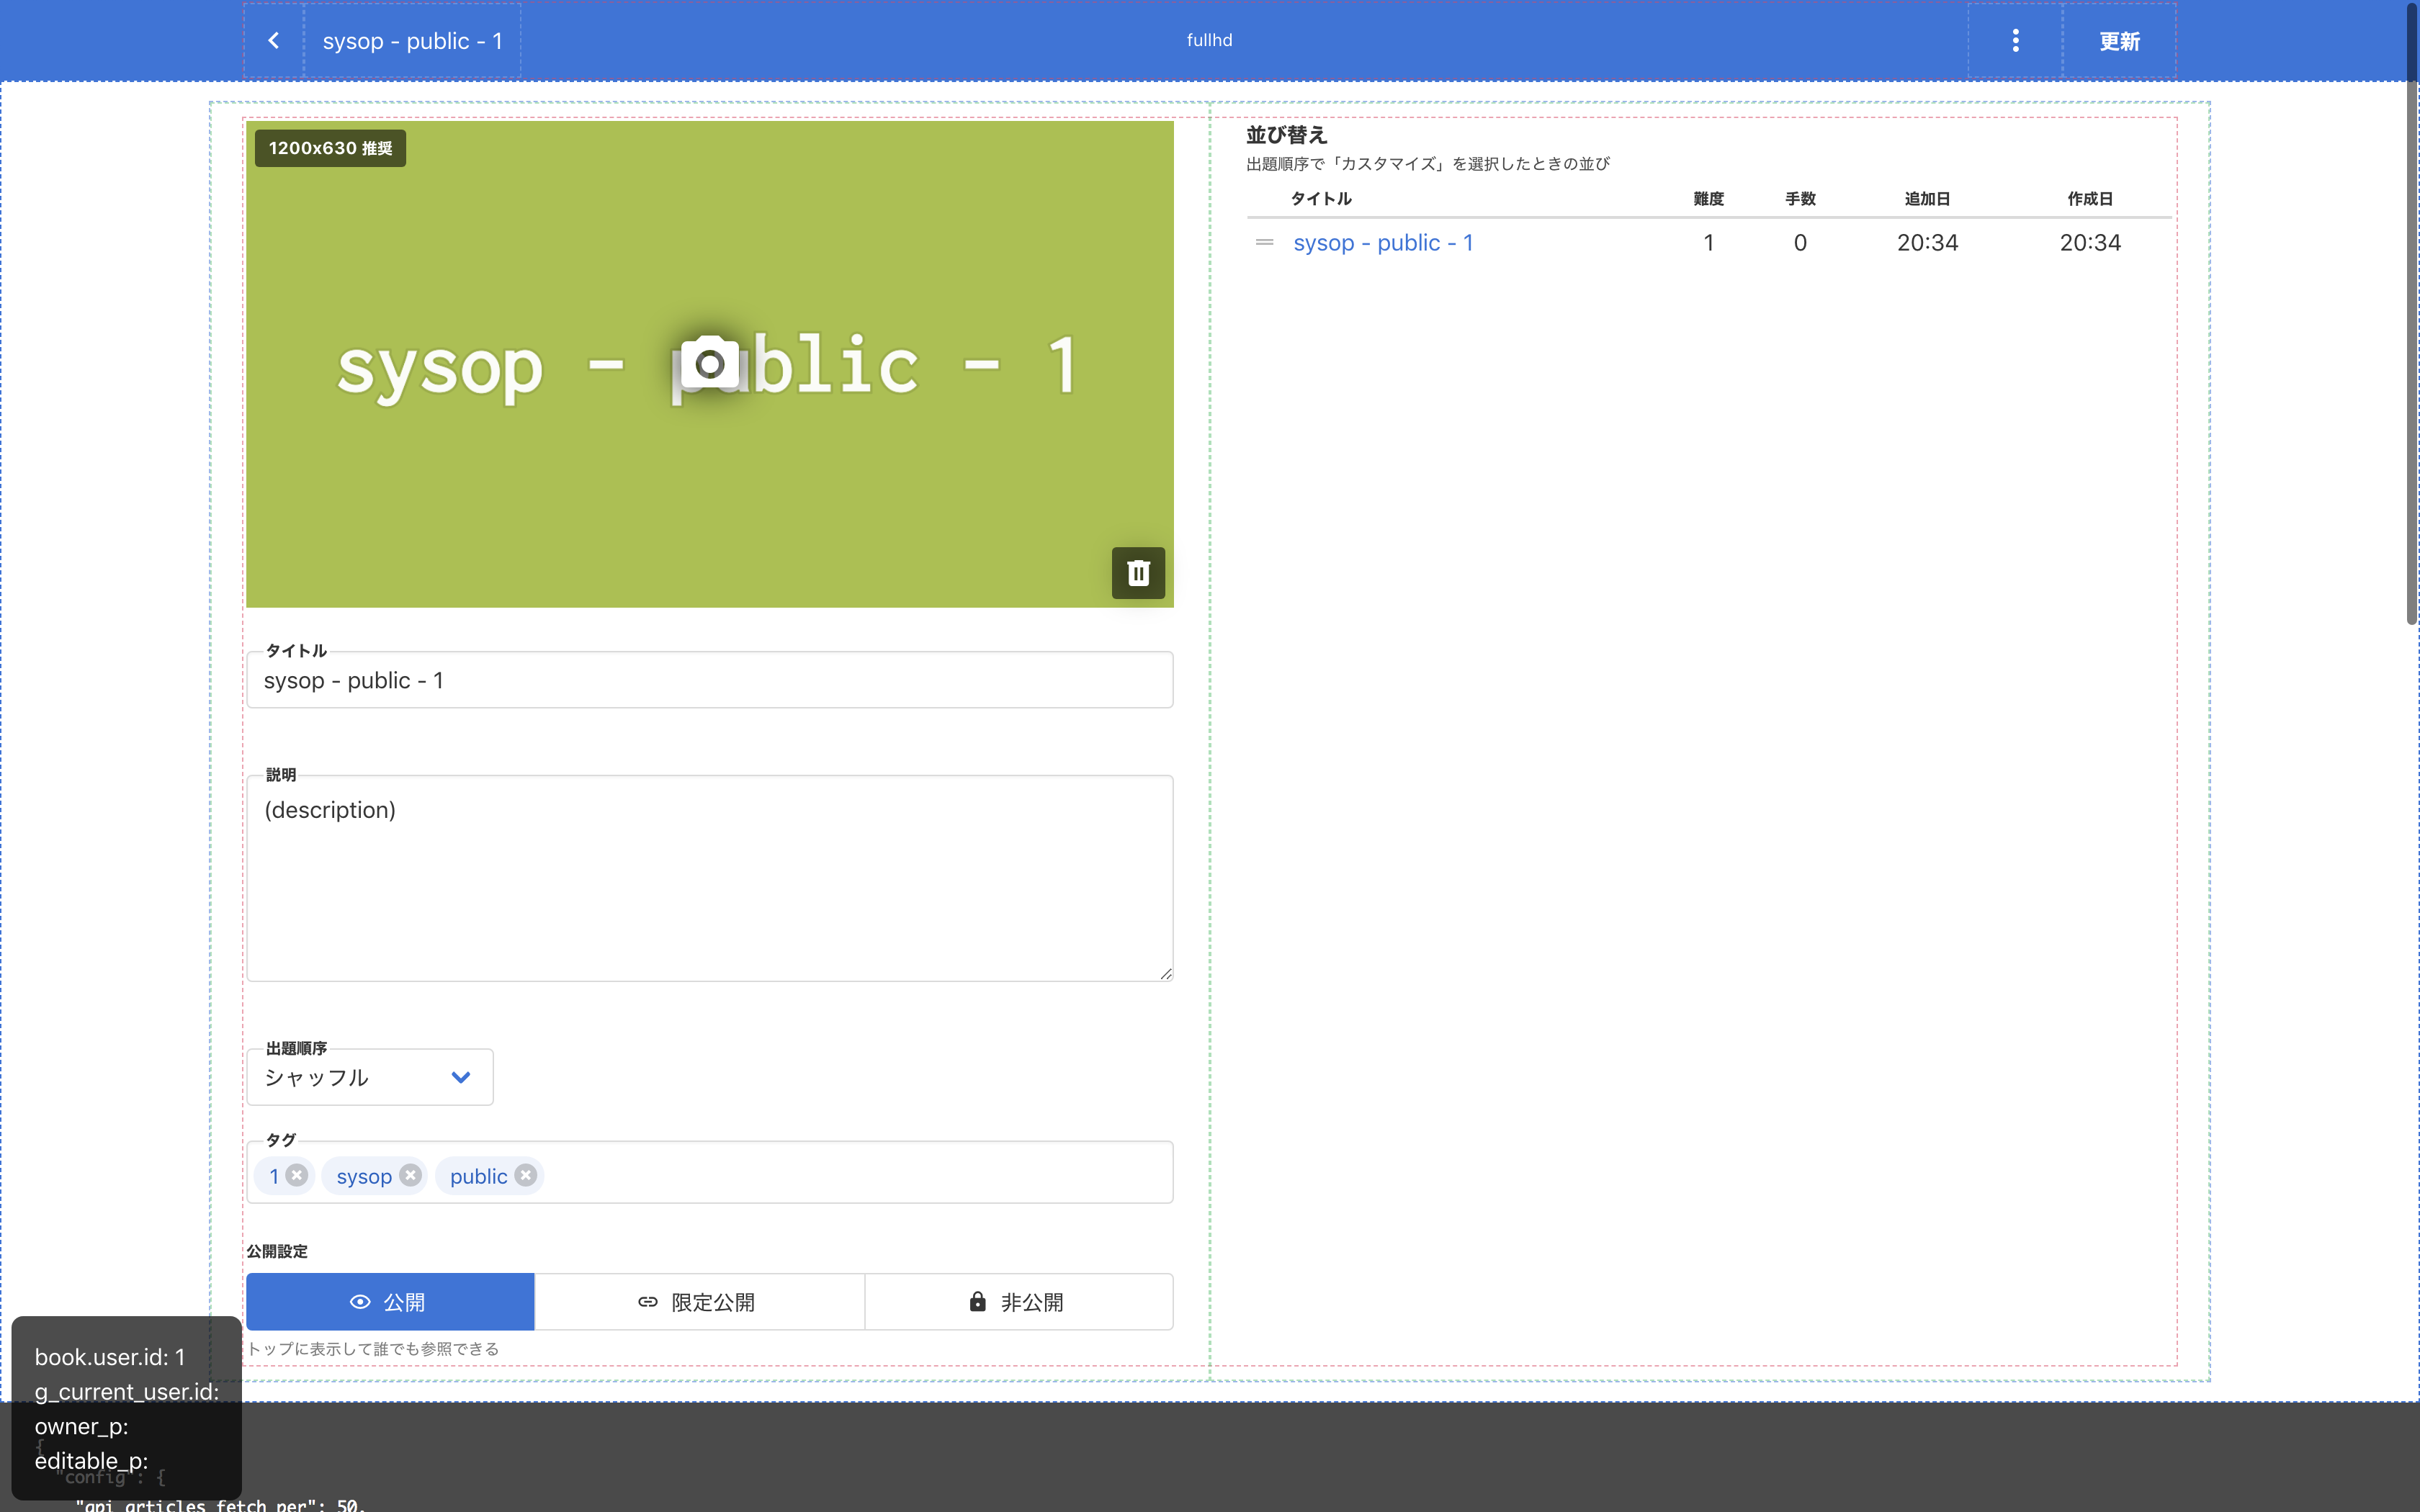 sysop - public - 1
fullhd
更新
1200x630 推奨
sysop - public - 1
タイトル
sysop - public - 1
説明
(description)
出題順序
シャッフル
タグ
1
sysop
public
公開設定
公開
限定公開
非公開
トップに表示して誰でも参照できる
並び替え
出題順序で「カスタマイズ」を選択したときの並び
タイトル 難度 手数 追加日 作成日
sysop - public - 1 1 0 20:34 20:34
book.user.id: 1
g_current_user.id:
owner_p:
editable_p:
{
"config": {
"api_articles_fetch_per": 50,